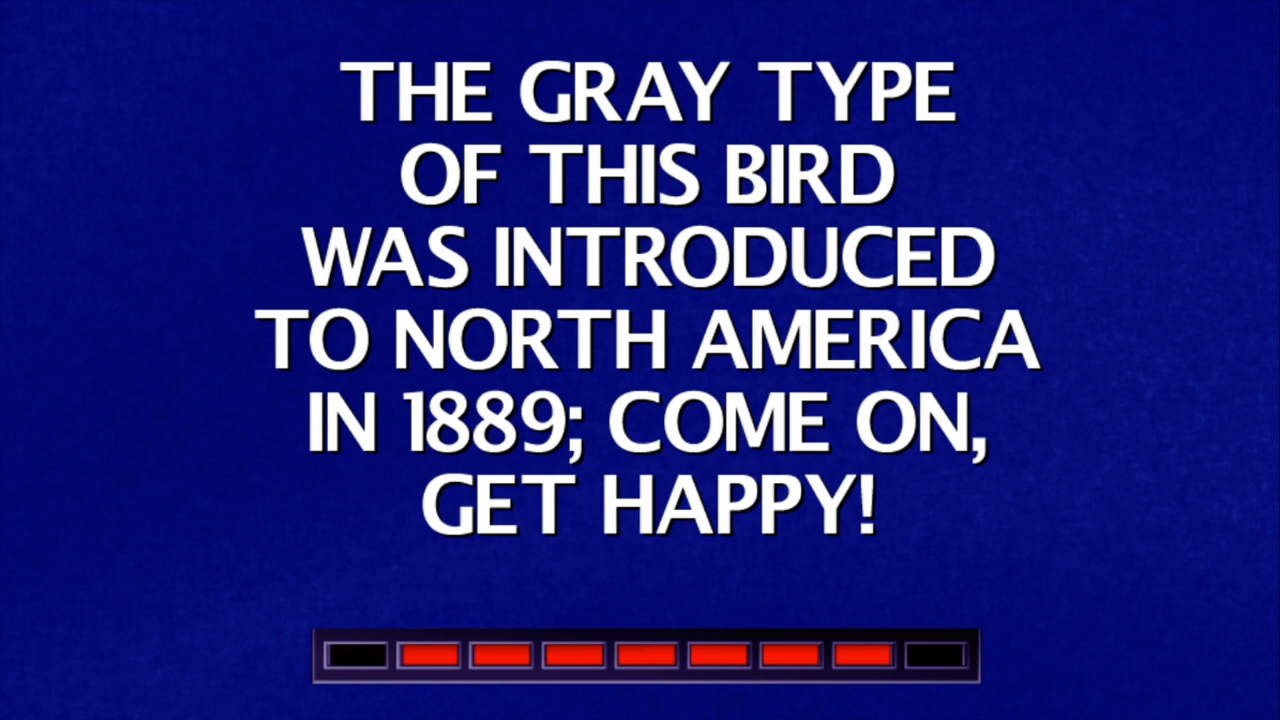 THE GRAY TYPE
OF THIS BIRD
WAS INTRODUCED
TO NORTH AMERICA
IN 1889; COME ON,
GET HAPPY!